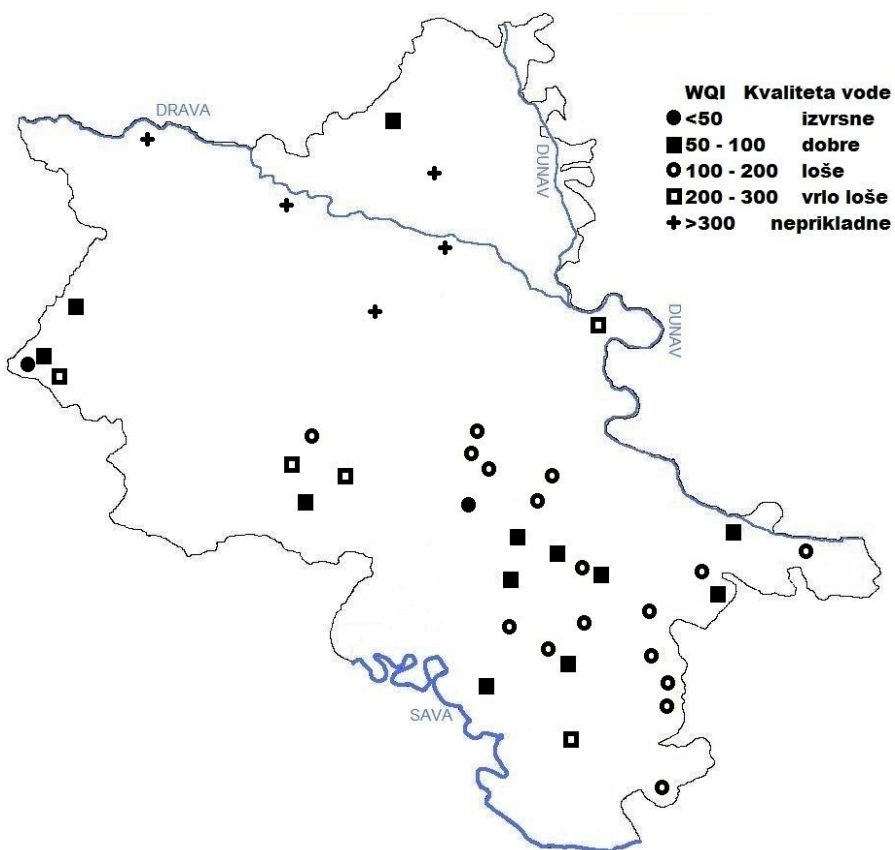 DRAVA
DUNAV
WQI Kvaliteta vode
<50 izvrsne
50 - 100 dobre
100 - 200 loše
200 - 300 vrlo loše
>300 neprikladne
DUNAV
SAVA